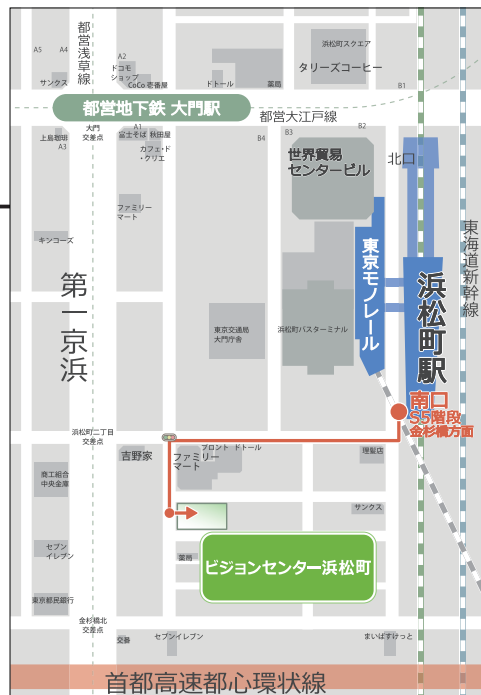 A5
A4
都営浅草線
A2
ドコモ
ショップ
CoCo 壱番屋
サンクス
ドトール
薬局
浜松町スクエア
タリーズコーヒー
B1
都営地下鉄 大門駅
都営大江戸線
大門
交差点
上島珈琲
A3
A1
富士そば 秋田屋
カフェ・ド
・クリエ
B4
B3
B2
世界貿易
センタービル
北口
ファミリー
マート
キンコーズ
第一京浜
東京交通局
大門庁舎
浜松町バスターミナル
東京モノレール
浜松町駅
東海道新幹線
南口
S5階段
金杉橋方面
浜松町二丁目
交差点
吉野家
ファミリー
マート
プロント
ドトール
理髪店
商工組合
中央金庫
サンクス
セブン
イレブン
薬局
ビジョンセンター浜松町
東京都民銀行
金杉橋北
交差点
交番
セブンイレブン
まいばすけっと
首都高速都心環状線